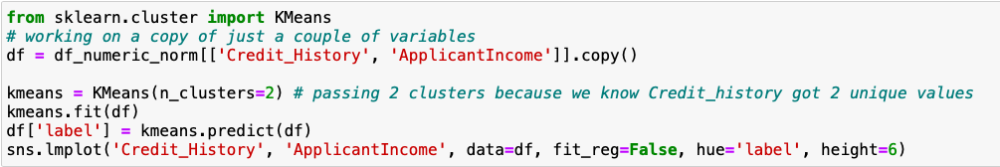 from sklearn.cluster import KMeans
# working on a copy of just a couple of variables
df = df_numeric_norm[['Credit_History', 'ApplicantIncome']].copy()
kmeans = KMeans(n_clusters=2) # passing 2 clusters because we know Credit_history got 2 unique values
kmeans.fit(df)
df['label'] = kmeans.predict(df)
sns.lmplot('Credit_History', 'ApplicantIncome', data=df, fit_reg=False, hue='label', height=6)